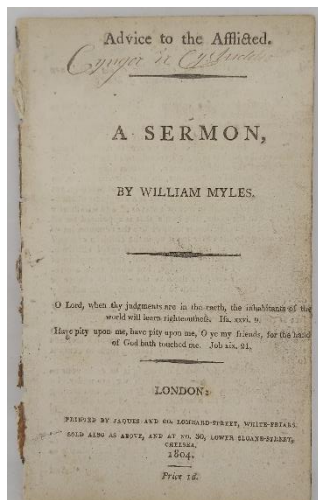 Advice to the Afflicted.
Cyngor i'r Cystudd
A SERMON,
BY WILLIAM MYLES.
O Lord, when thy judgments are in the earth, the inhabitants of the
world will learn righteousness. Isa. xxvi. 9.
Have pity upon me, have pity upon me, O ye my friends, for the hand
of God hath touched me. Job xix. 21.
LONDON:
PRINTED BY JAQUES AND CO. LOMBARD-STREET, WHITE-FRIARS.
SOLD ALSO AS ABOVE, AND AT NO. 30, LOWER SLOANE-STREET,
CHELSEA.
1804.
Price 1d.